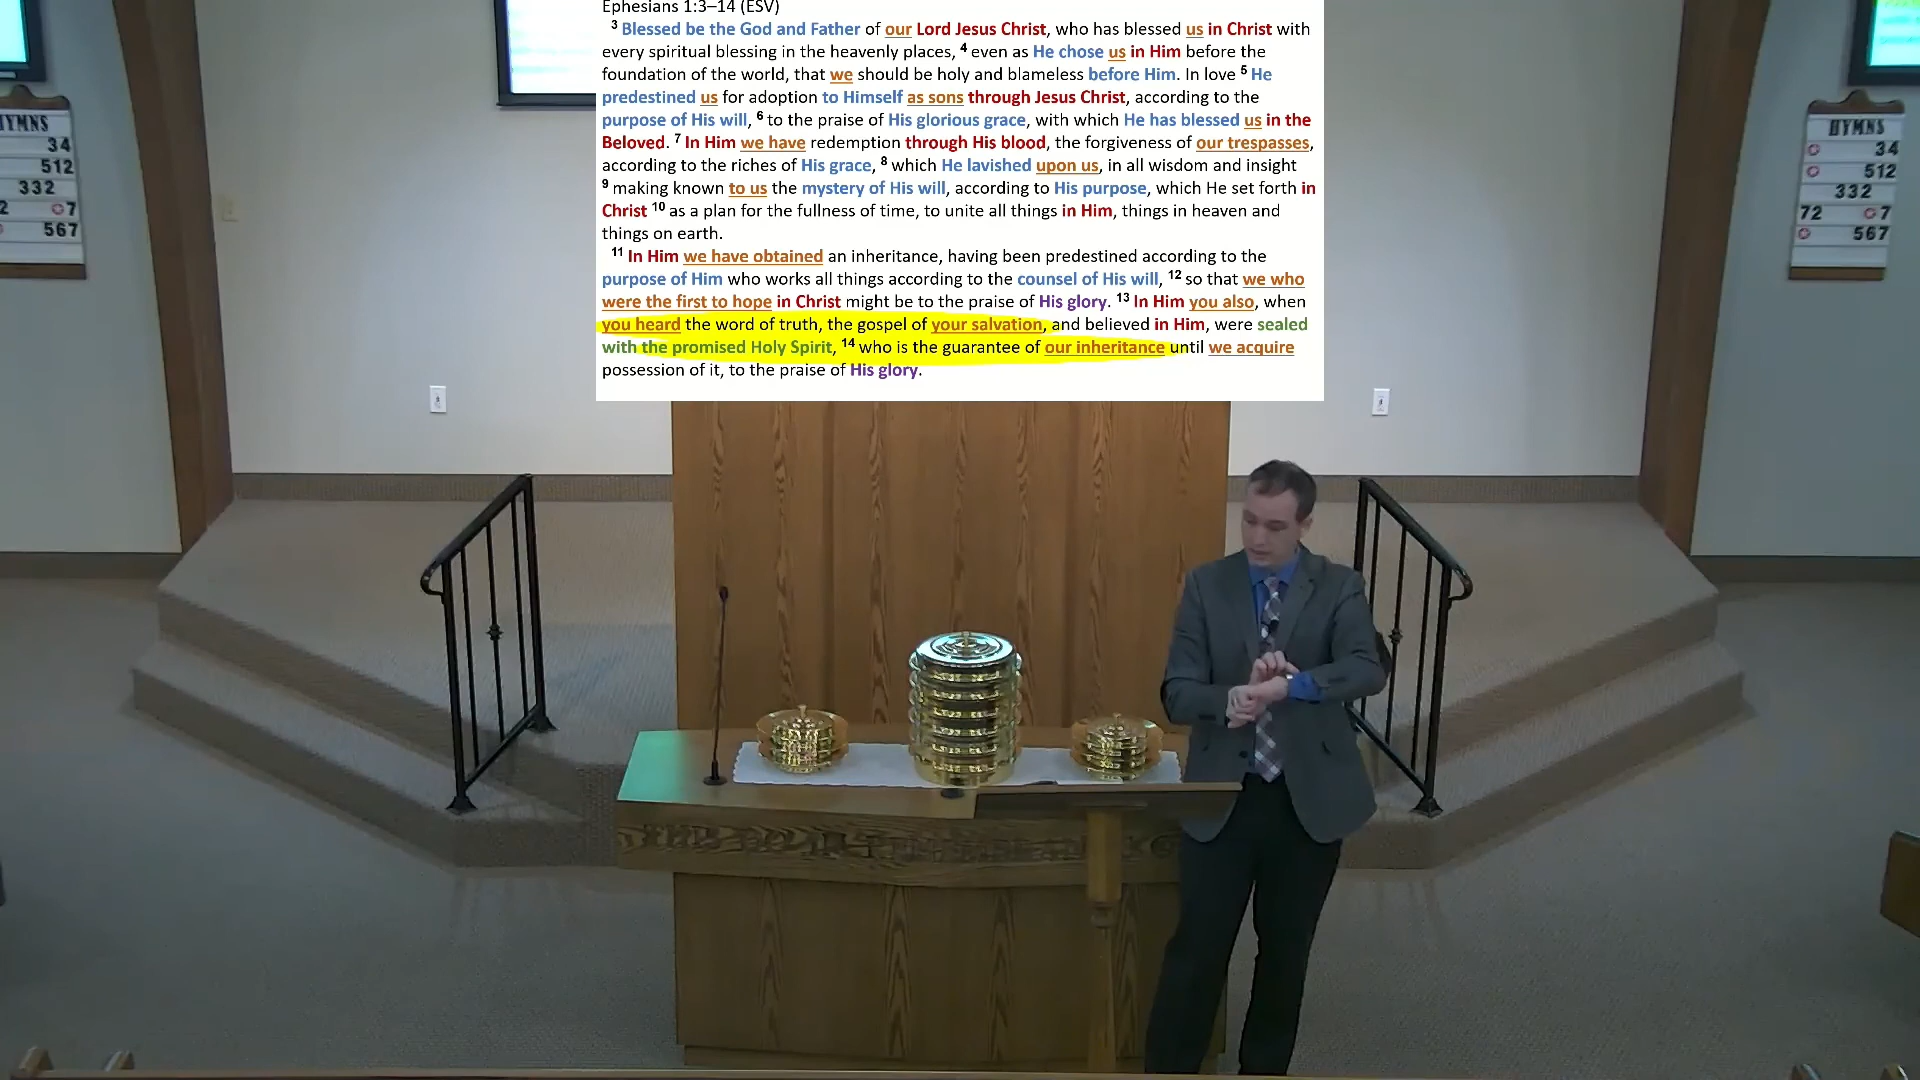 Ephesians 1:3–14 (ESV)
3 Blessed be the God and Father of our Lord Jesus Christ, who has blessed us in Christ with
every spiritual blessing in the heavenly places, 4 even as He chose us in Him before the
foundation of the world, that we should be holy and blameless before Him. In love 5 He
predestined us for adoption to Himself as sons through Jesus Christ, according to the
purpose of His will, 6 to the praise of His glorious grace, with which He has blessed us in the
Beloved. 7 In Him we have redemption through His blood, the forgiveness of our trespasses,
according to the riches of His grace, 8 which He lavished upon us, in all wisdom and insight
9 making known to us the mystery of His will, according to His purpose, which He set forth in
Christ 10 as a plan for the fullness of time, to unite all things in Him, things in heaven and
things on earth.
11 In Him we have obtained an inheritance, having been predestined according to the
purpose of Him who works all things according to the counsel of His will, 12 so that we who
were the first to hope in Christ might be to the praise of His glory. 13 In Him you also, when
you heard the word of truth, the gospel of your salvation, and believed in Him, were sealed
with the promised Holy Spirit, 14 who is the guarantee of our inheritance until we acquire
possession of it, to the praise of His glory.
HYMNS
34
512
332
2 7
567
HYMNS
34
512
332
72 7
567